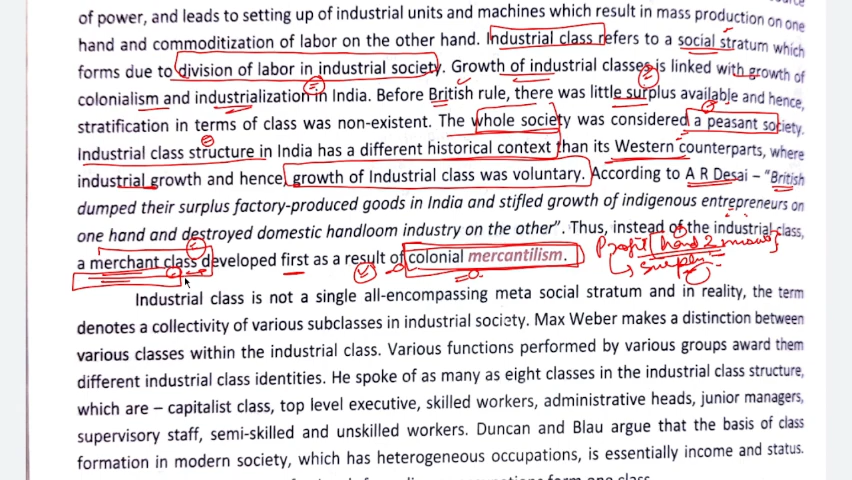 of power, and leads to setting up of industrial units and machines which result in mass production on one
hand and commoditization of labor on the other hand. Industrial class refers to a social stratum which
forms due to division of labor in industrial society. Growth of industrial classes is linked with growth of
colonialism and industrialization in India. Before British rule, there was little surplus available and hence,
stratification in terms of class was non-existent. The whole society was considered a peasant society.
Industrial class structure in India has a different historical context than its Western counterparts, where
industrial growth and hence, growth of Industrial class was voluntary. According to A R Desai – "British
dumped their surplus factory-produced goods in India and stifled growth of indigenous entrepreneurs on
one hand and destroyed domestic handloom industry on the other". Thus, instead of the industrial class,
a merchant class developed first as a result of colonial mercantilism.
Profit
Industrial class is not a single all-encompassing meta social stratum and in reality, the term
denotes a collectivity of various subclasses in industrial society. Max Weber makes a distinction between
various classes within the industrial class. Various functions performed by various groups award them
different industrial class identities. He spoke of as many as eight classes in the industrial class structure,
which are – capitalist class, top level executive, skilled workers, administrative heads, junior managers,
supervisory staff, semi-skilled and unskilled workers. Duncan and Blau argue that the basis of class
formation in modern society, which has heterogeneous occupations, is essentially income and status.
form one class